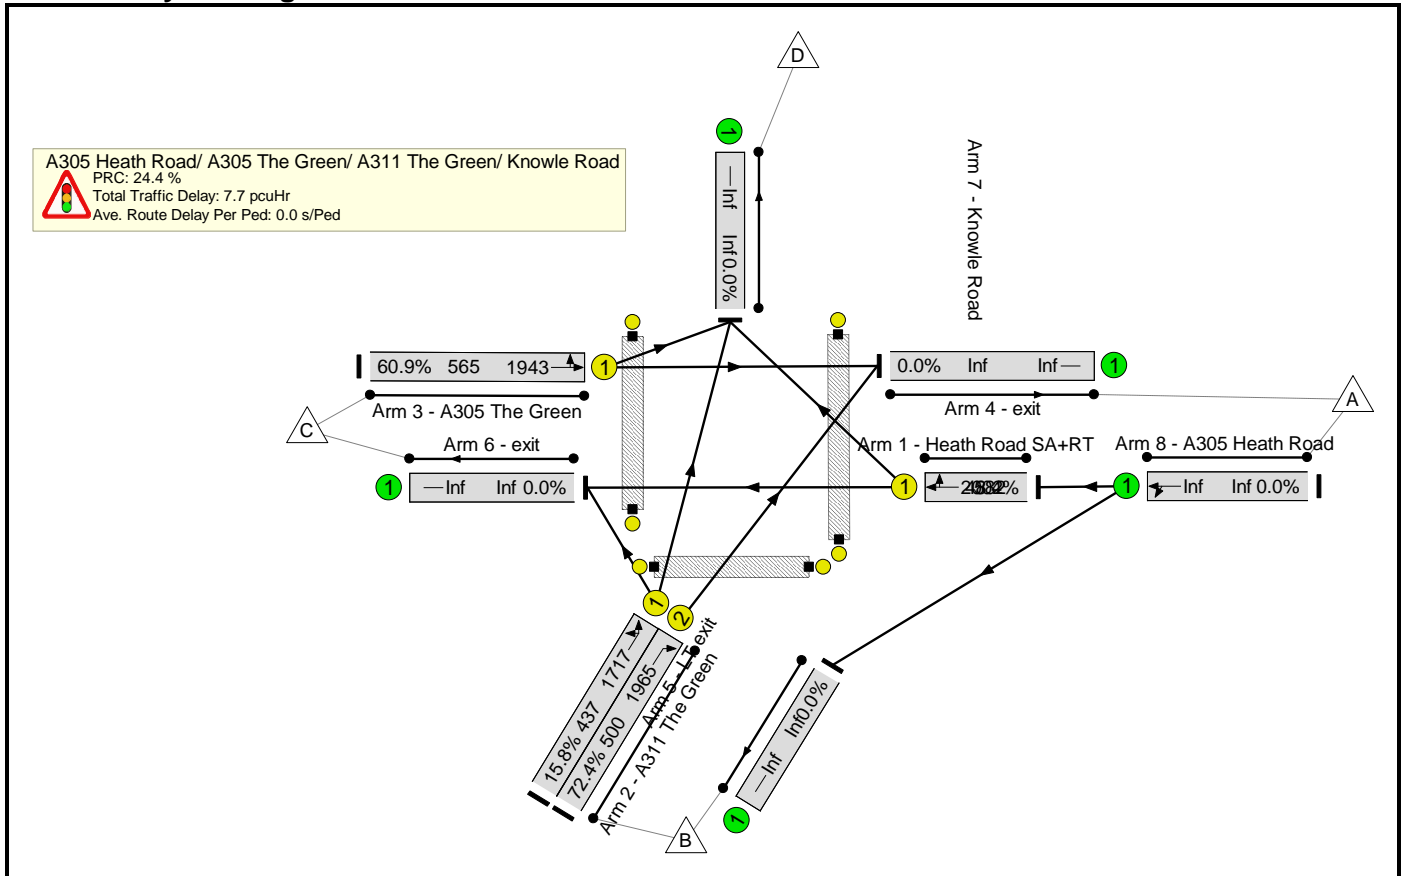 D
1
A305 Heath Road/ A305 The Green/ A311 The Green/ Knowle Road
PRC: 24.4 %
Total Traffic Delay: 7.7 pcuHr
Ave. Route Delay Per Ped: 0.0 s/Ped
Inf Inf 0.0%
Arm 7 - Knowle Road
60.9% 565 1943
1
0.0% Inf Inf
1
Arm 3 - A305 The Green
Arm 4 - exit
A
C
Arm 6 - exit
Arm 1 - Heath Road SA+RT
Arm 8 - A305 Heath Road
1
Inf Inf 0.0%
1
1
Inf Inf 0.0%
1
2
15.8% 437 1717
72.4% 500 1965
Arm 5 - LT exit
Arm 2 - A311 The Green
Inf Inf 0.0%
1
B